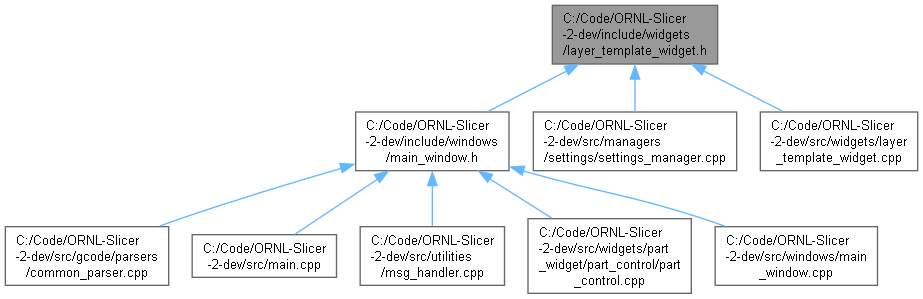 C:/Code/ORNL-Slicer
-2-dev/include/widgets
/layer_template_widget.h
C:/Code/ORNL-Slicer
-2-dev/include/windows
/main_window.h
C:/Code/ORNL-Slicer
-2-dev/src/managers
/settings/settings_manager.cpp
C:/Code/ORNL-Slicer
-2-dev/src/widgets/layer
_template_widget.cpp
C:/Code/ORNL-Slicer
-2-dev/src/gcode/parsers
/common_parser.cpp
C:/Code/ORNL-Slicer
-2-dev/src/main.cpp
C:/Code/ORNL-Slicer
-2-dev/src/utilities
/msg_handler.cpp
C:/Code/ORNL-Slicer
-2-dev/src/widgets/part
_widget/part_control/part
_control.cpp
C:/Code/ORNL-Slicer
-2-dev/src/windows/main
_window.cpp